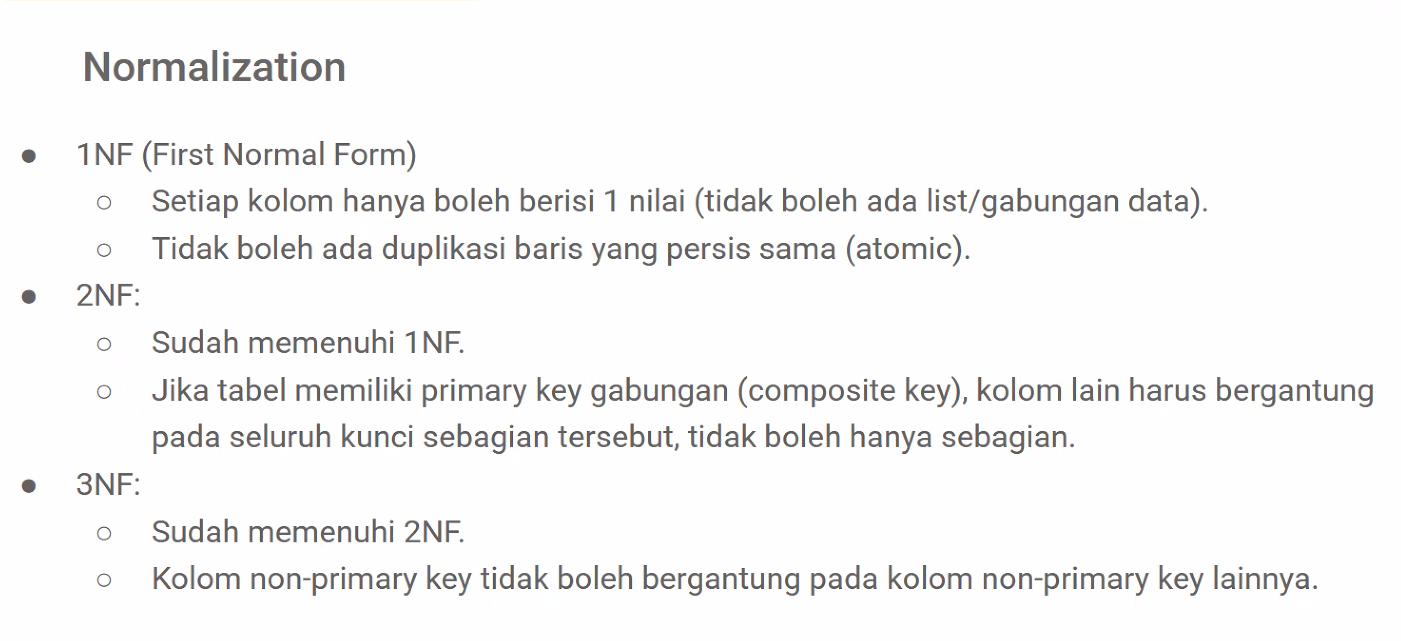 Normalization
● 1NF (First Normal Form)
○ Setiap kolom hanya boleh berisi 1 nilai (tidak boleh ada list/gabungan data).
○ Tidak boleh ada duplikasi baris yang persis sama (atomic).
● 2NF:
○ Sudah memenuhi 1NF.
○ Jika tabel memiliki primary key gabungan (composite key), kolom lain harus bergantung
pada seluruh kunci sebagian tersebut, tidak boleh hanya sebagian.
● 3NF:
○ Sudah memenuhi 2NF.
○ Kolom non-primary key tidak boleh bergantung pada kolom non-primary key lainnya.